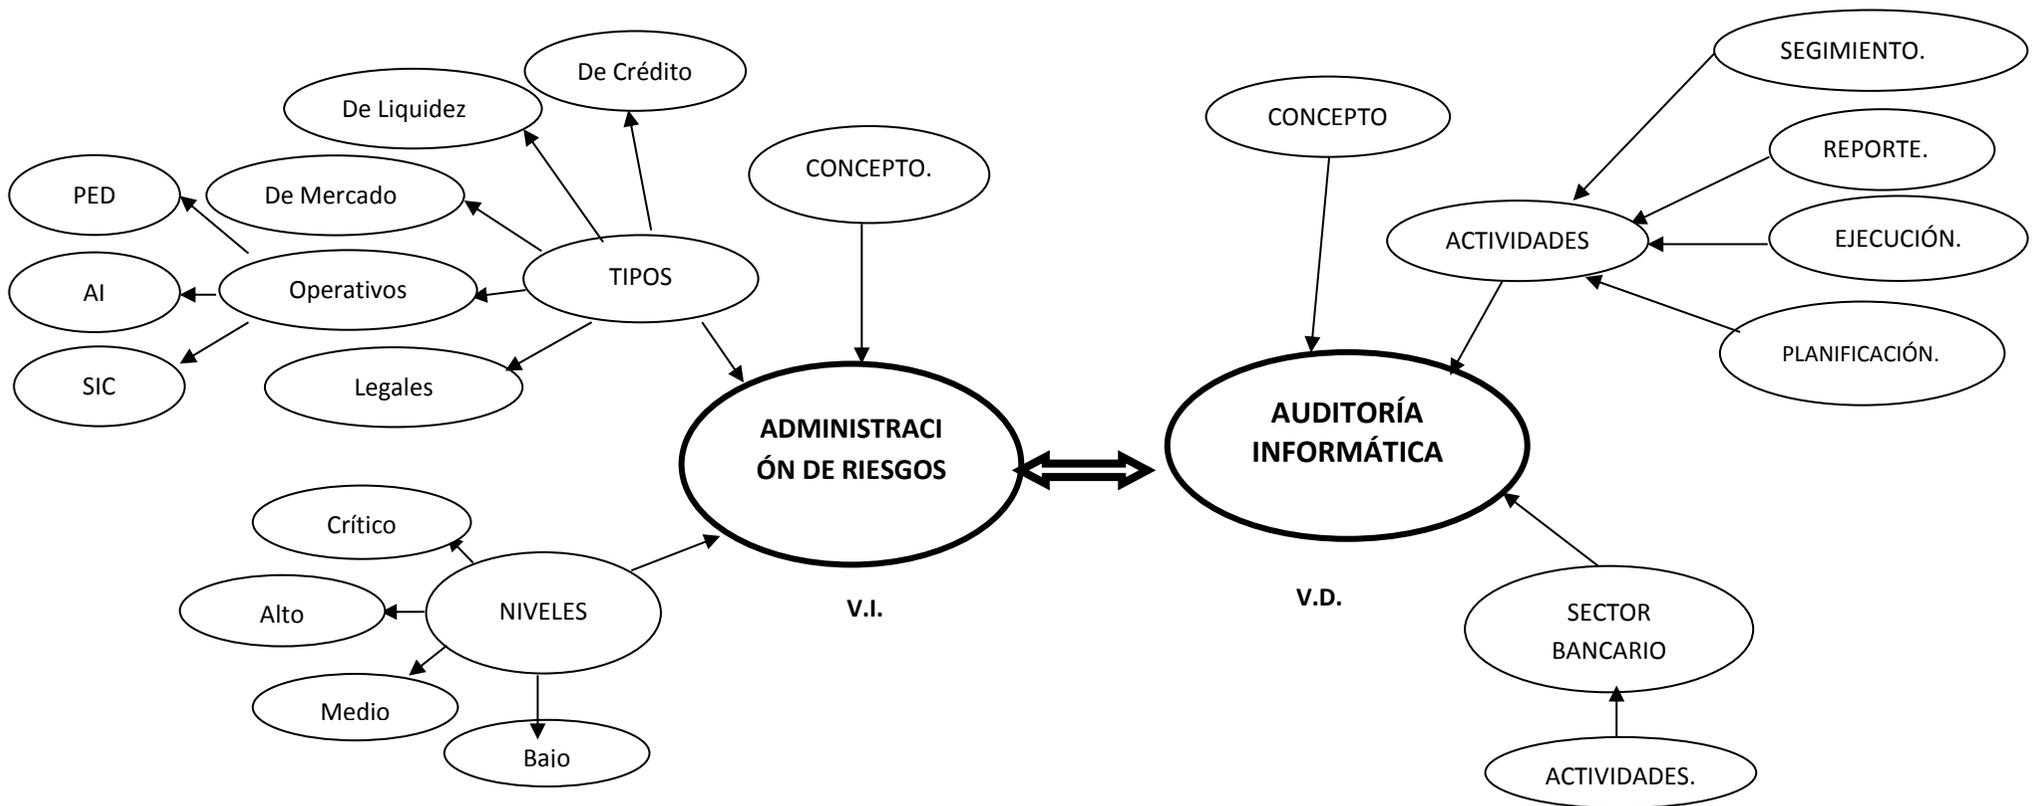 De Crédito
De Liquidez
De Mercado
PED
AI
SIC
Operativos
TIPOS
Legales
CONCEPTO.
ADMINISTRACI
ÓN DE RIESGOS
V.I.
Crítico
Alto
NIVELES
Medio
Bajo
CONCEPTO
SEGIMIENTO.
REPORTE.
ACTIVIDADES
EJECUCIÓN.
PLANIFICACIÓN.
AUDITORÍA
INFORMÁTICA
V.D.
SECTOR
BANCARIO
ACTIVIDADES.